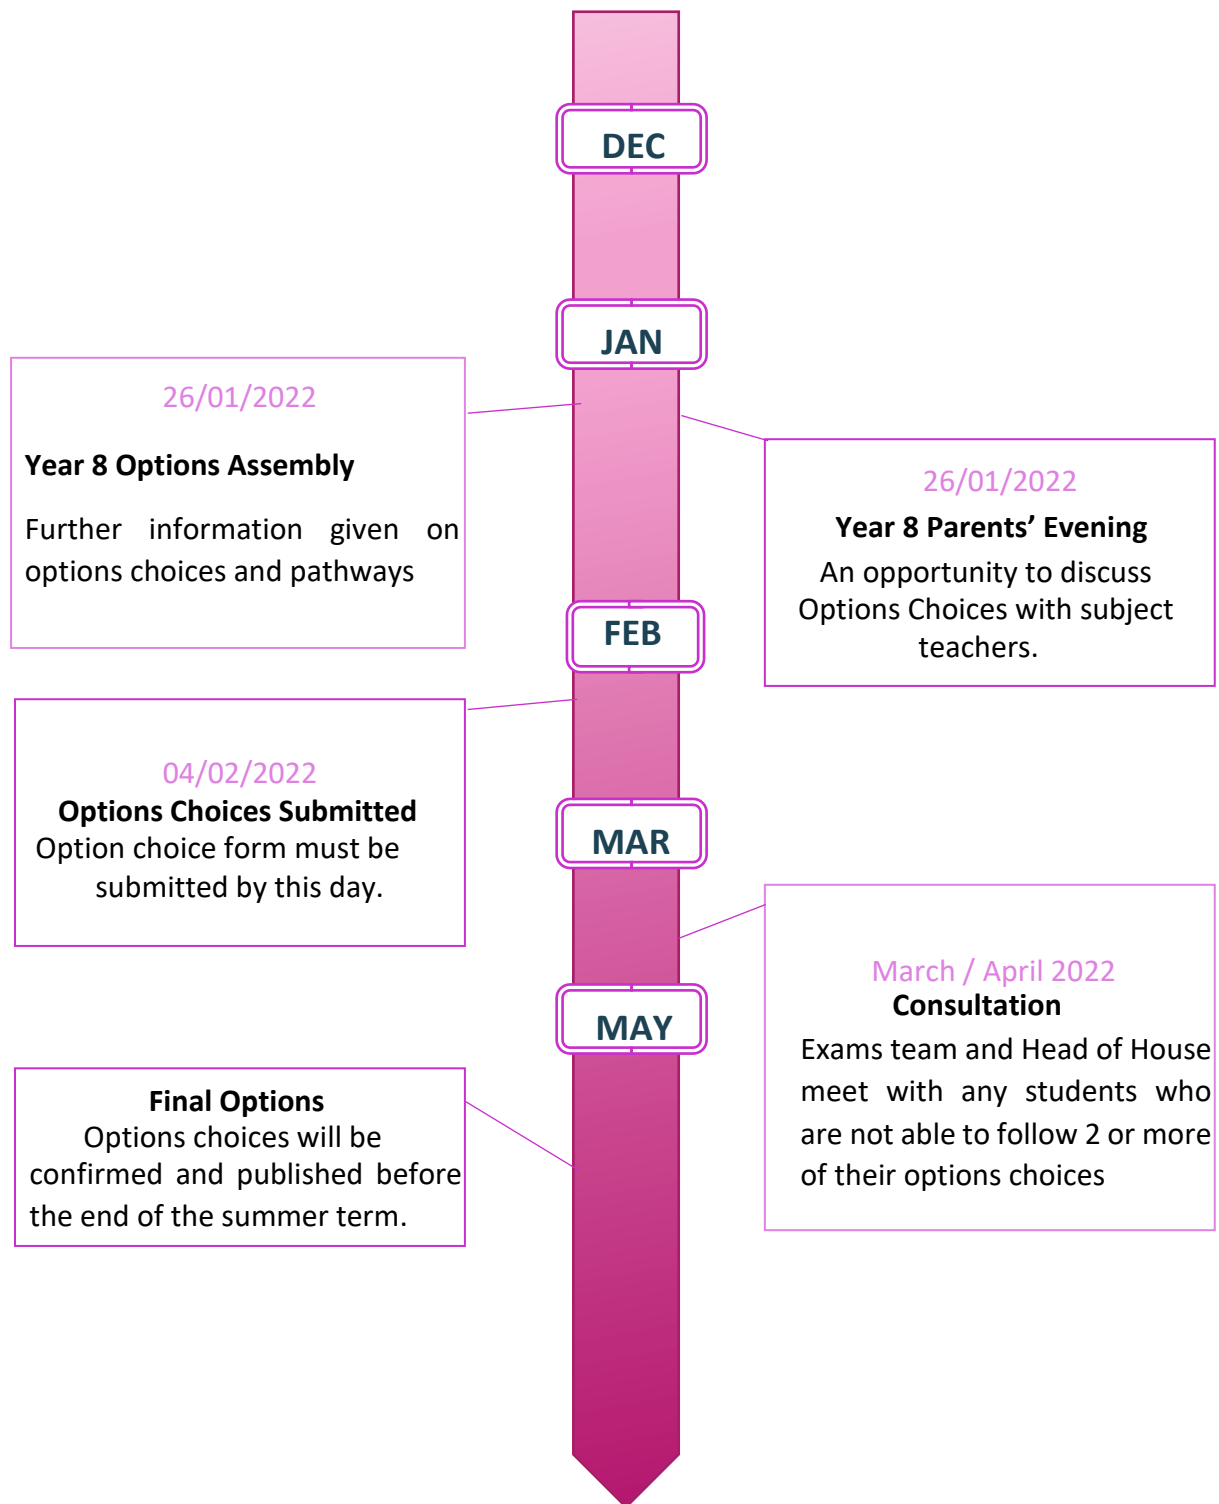 DEC
JAN
26/01/2022
Year 8 Options Assembly
Further information given on
options choices and pathways
26/01/2022
Year 8 Parents’ Evening
An opportunity to discuss
Options Choices with subject
teachers.
FEB
04/02/2022
Options Choices Submitted
Option choice form must be
submitted by this day.
MAR
March / April 2022
Consultation
Exams team and Head of House
meet with any students who
are not able to follow 2 or more
of their options choices
MAY
Final Options
Options choices will be
confirmed and published before
the end of the summer term.